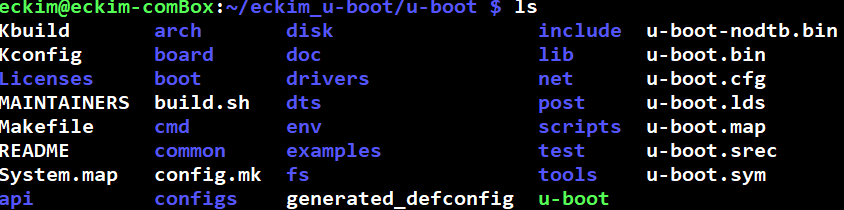 eckim@eckim-comBox:~/eckim_u-boot/u-boot $ ls
Kbuild arch disk include u-boot-nodtb.bin
Kconfig board doc lib u-boot.bin
Licenses boot drivers net u-boot.cfg
MAINTAINERS build.sh dts post u-boot.lds
Makefile cmd env scripts u-boot.map
README common examples test u-boot.srec
System.map config.mk fs tools u-boot.sym
api configs generated_defconfig u-boot